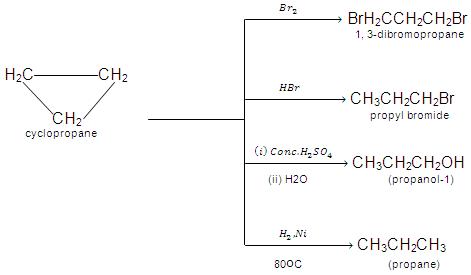 Br₂
BrH2CCH2CH2Br
1, 3-dibromopropane
H2C CH2
CH2
cyclopropane
HBr
CH3CH2CH2Br
propyl bromide
(i) Conc.H₂SO₄
CH3CH2CH2OH
(ii) H2O
(propanol-1)
H₂,Ni
CH3CH2CH3
80OC
(propane)